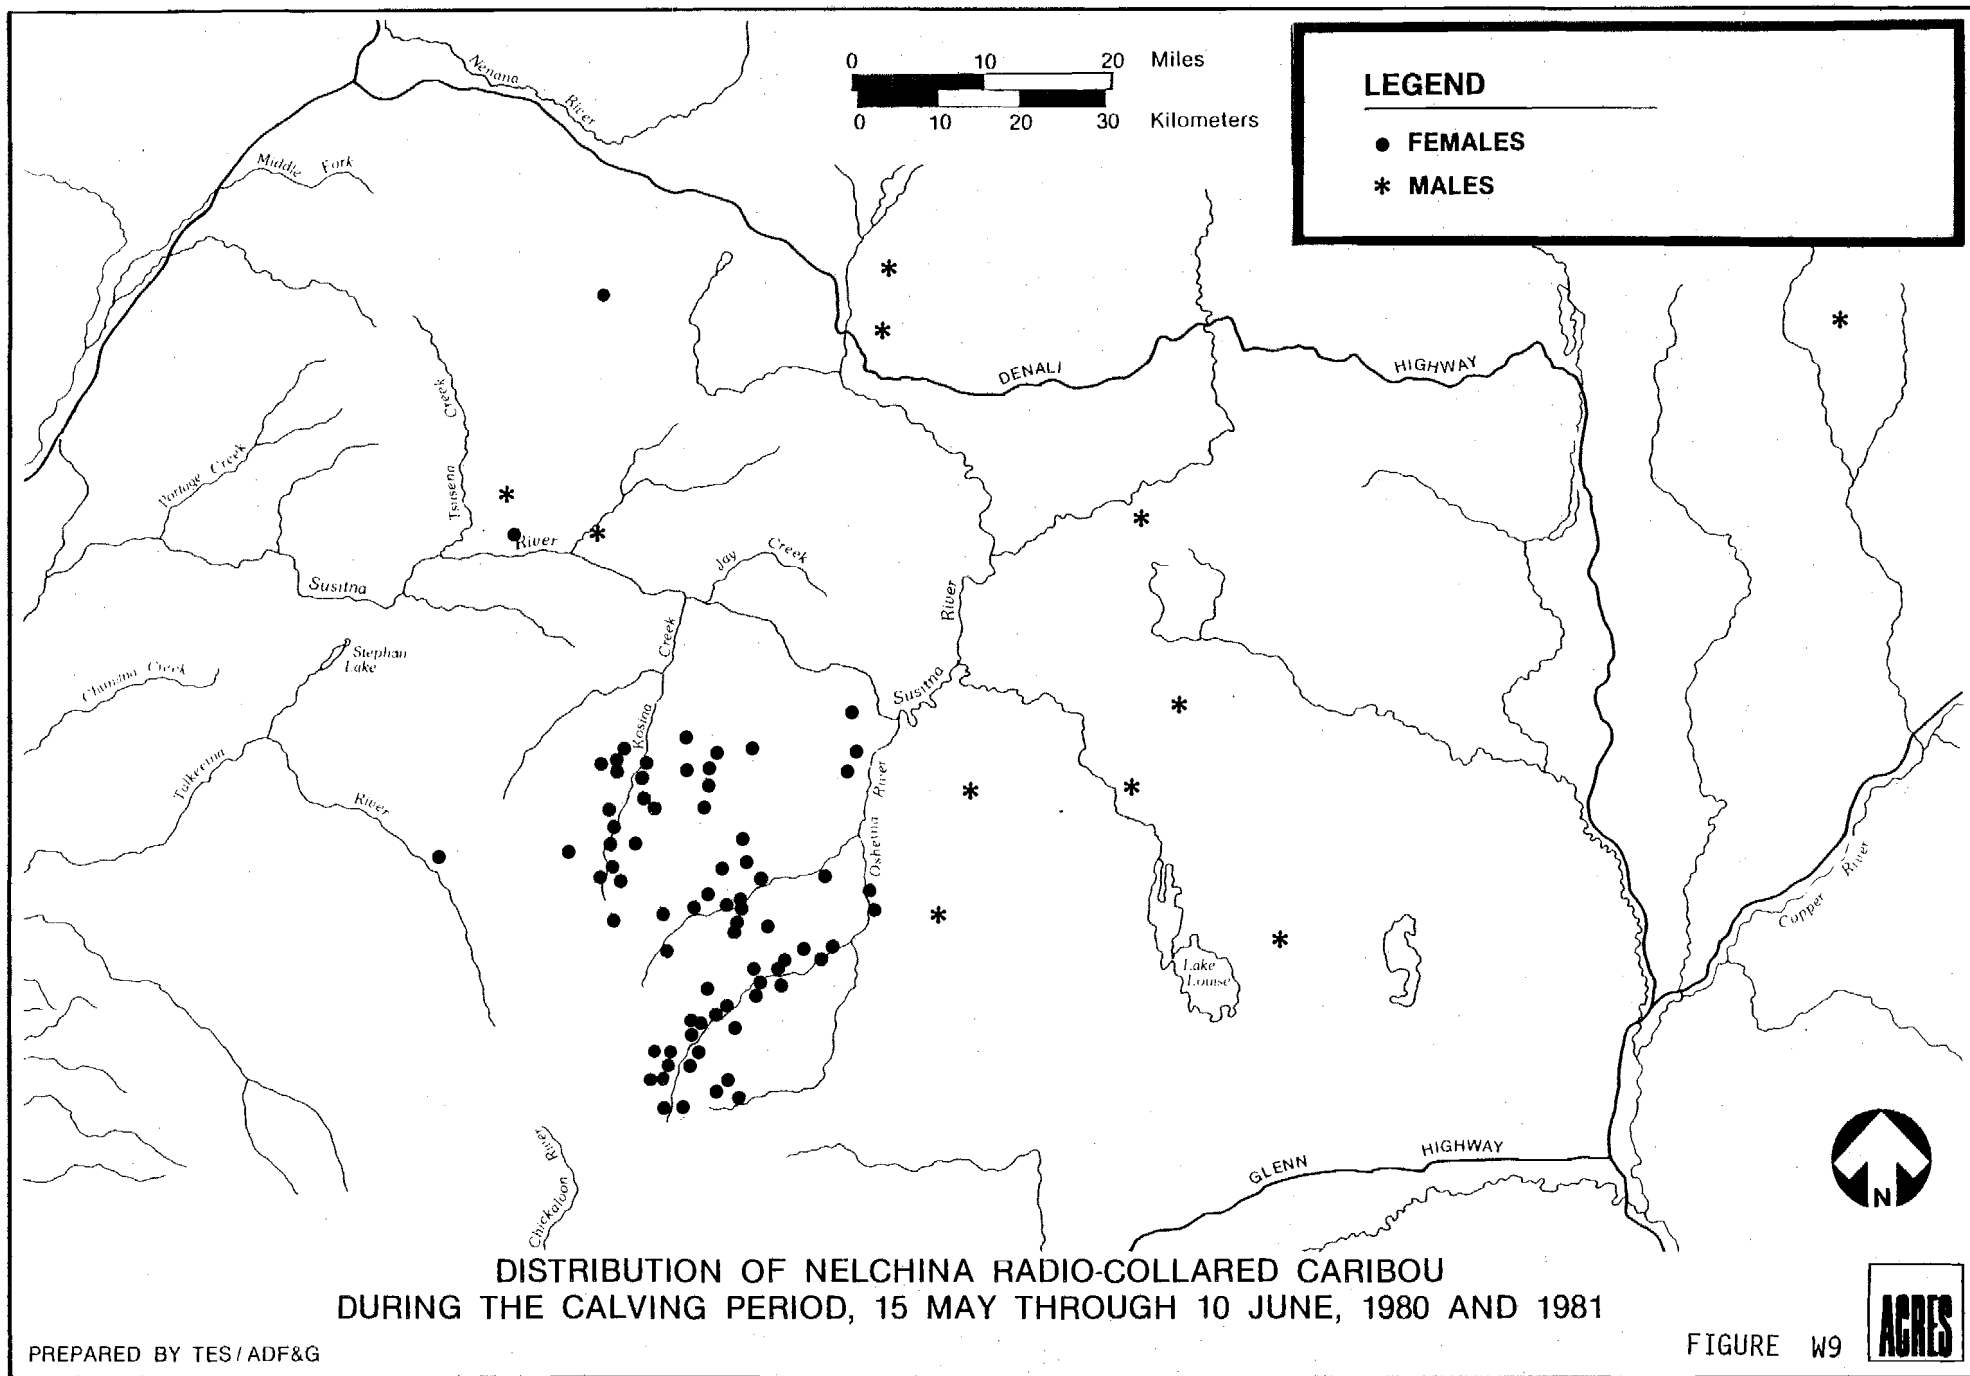 0 10 20 Miles
0 10 20 30 Kilometers
LEGEND
● FEMALES
* MALES
Nenana
River
Middle Fork
DENALI
HIGHWAY
Tsusena Creek
Portage Creek
River
Susitna
Jay Creek
River
Susitna
Kosina Creek
Stephan
Lake
Chunilna Creek
Talkeetna
River
Oshetna River
Lake
Louise
Copper River
Chickaloon River
GLENN
HIGHWAY
N
DISTRIBUTION OF NELCHINA RADIO-COLLARED CARIBOU
DURING THE CALVING PERIOD, 15 MAY THROUGH 10 JUNE, 1980 AND 1981
PREPARED BY TES/ADF&G
FIGURE W9
ACRES